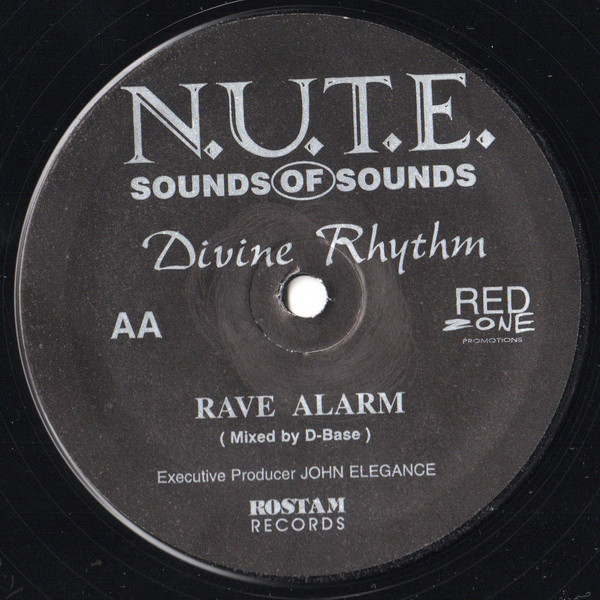 N.U.T.E.
SOUNDS OF SOUNDS
Divine Rhythm
AA
RED
ZONE
PROMOTIONS
RAVE ALARM
( Mixed by D-Base )
Executive Producer JOHN ELEGANCE
ROSTAM
RECORDS